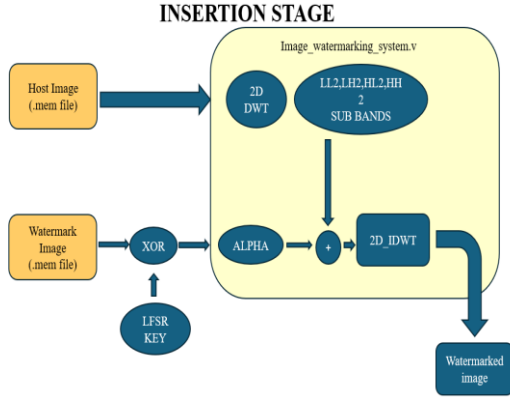 INSERTION STAGE
Image_watermarking_system.v
Host Image
(.mem file)
2D
DWT
LL2,LH2,HL2,HH
2
SUB BANDS
Watermark
Image
(.mem file)
XOR
ALPHA
+
2D_IDWT
LFSR
KEY
Watermarked
image